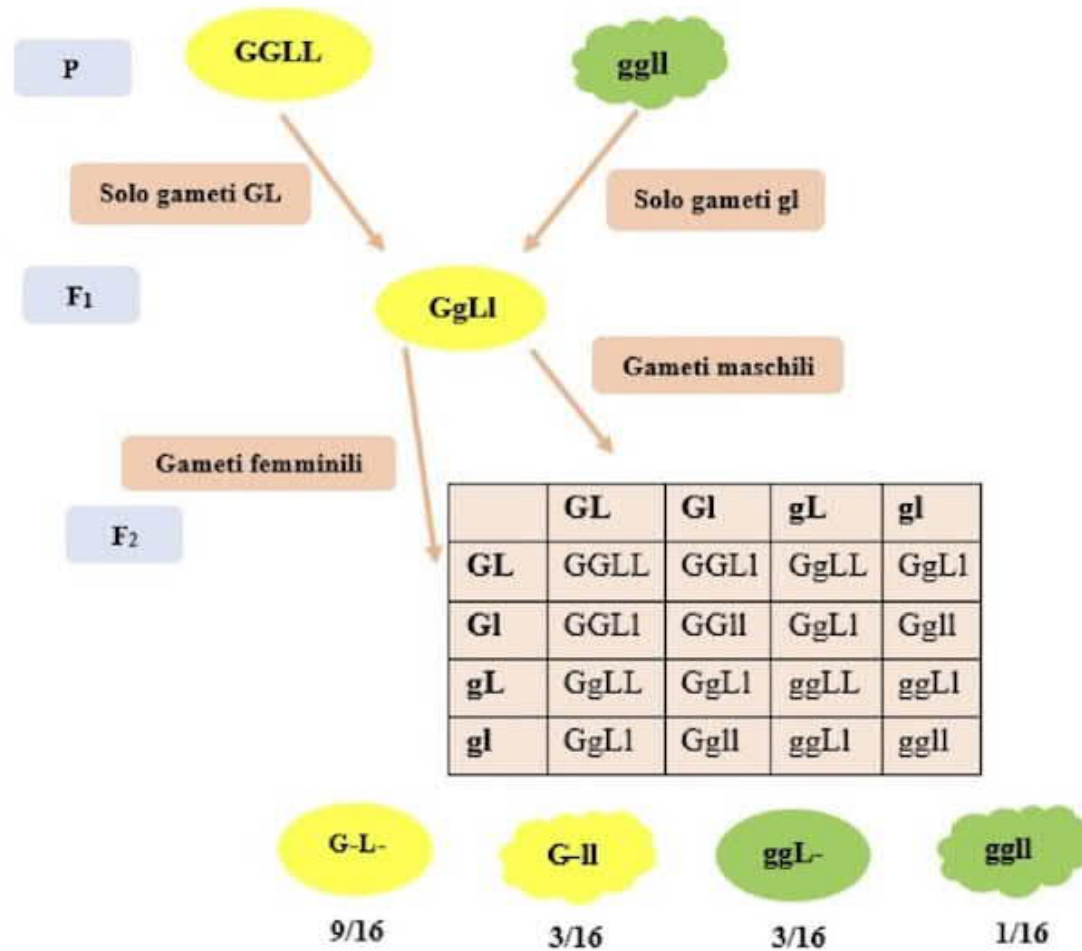 P
GGLL
ggll
Solo gameti GL
Solo gameti gl
F1
GgLl
Gameti maschili
Gameti femminili
F2
GL Gl gL gl
GL GGLL GGLl GgLL GgLl
Gl GGLl GGll GgLl Ggll
gL GgLL GgLl ggLL ggLl
gl GgLl Ggll ggLl ggll
G-L- G-ll ggL- ggll
9/16 3/16 3/16 1/16